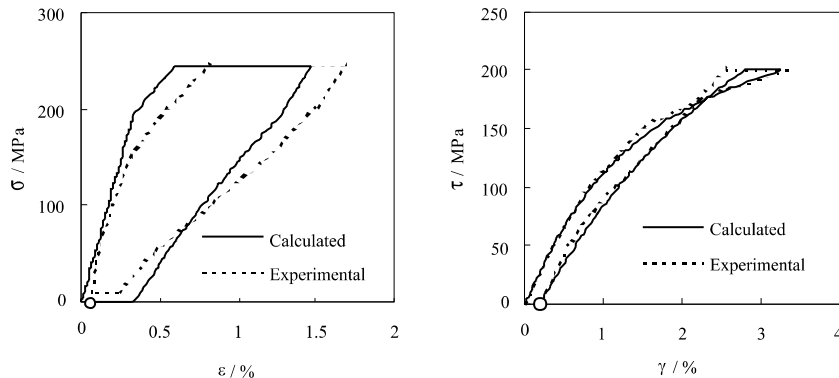 300
200
100
0
σ / MPa
0
0.5
1
1.5
2
ε / %
Calculated
Experimental
250
200
150
100
50
0
τ / MPa
0
1
2
3
4
γ / %
Calculated
Experimental